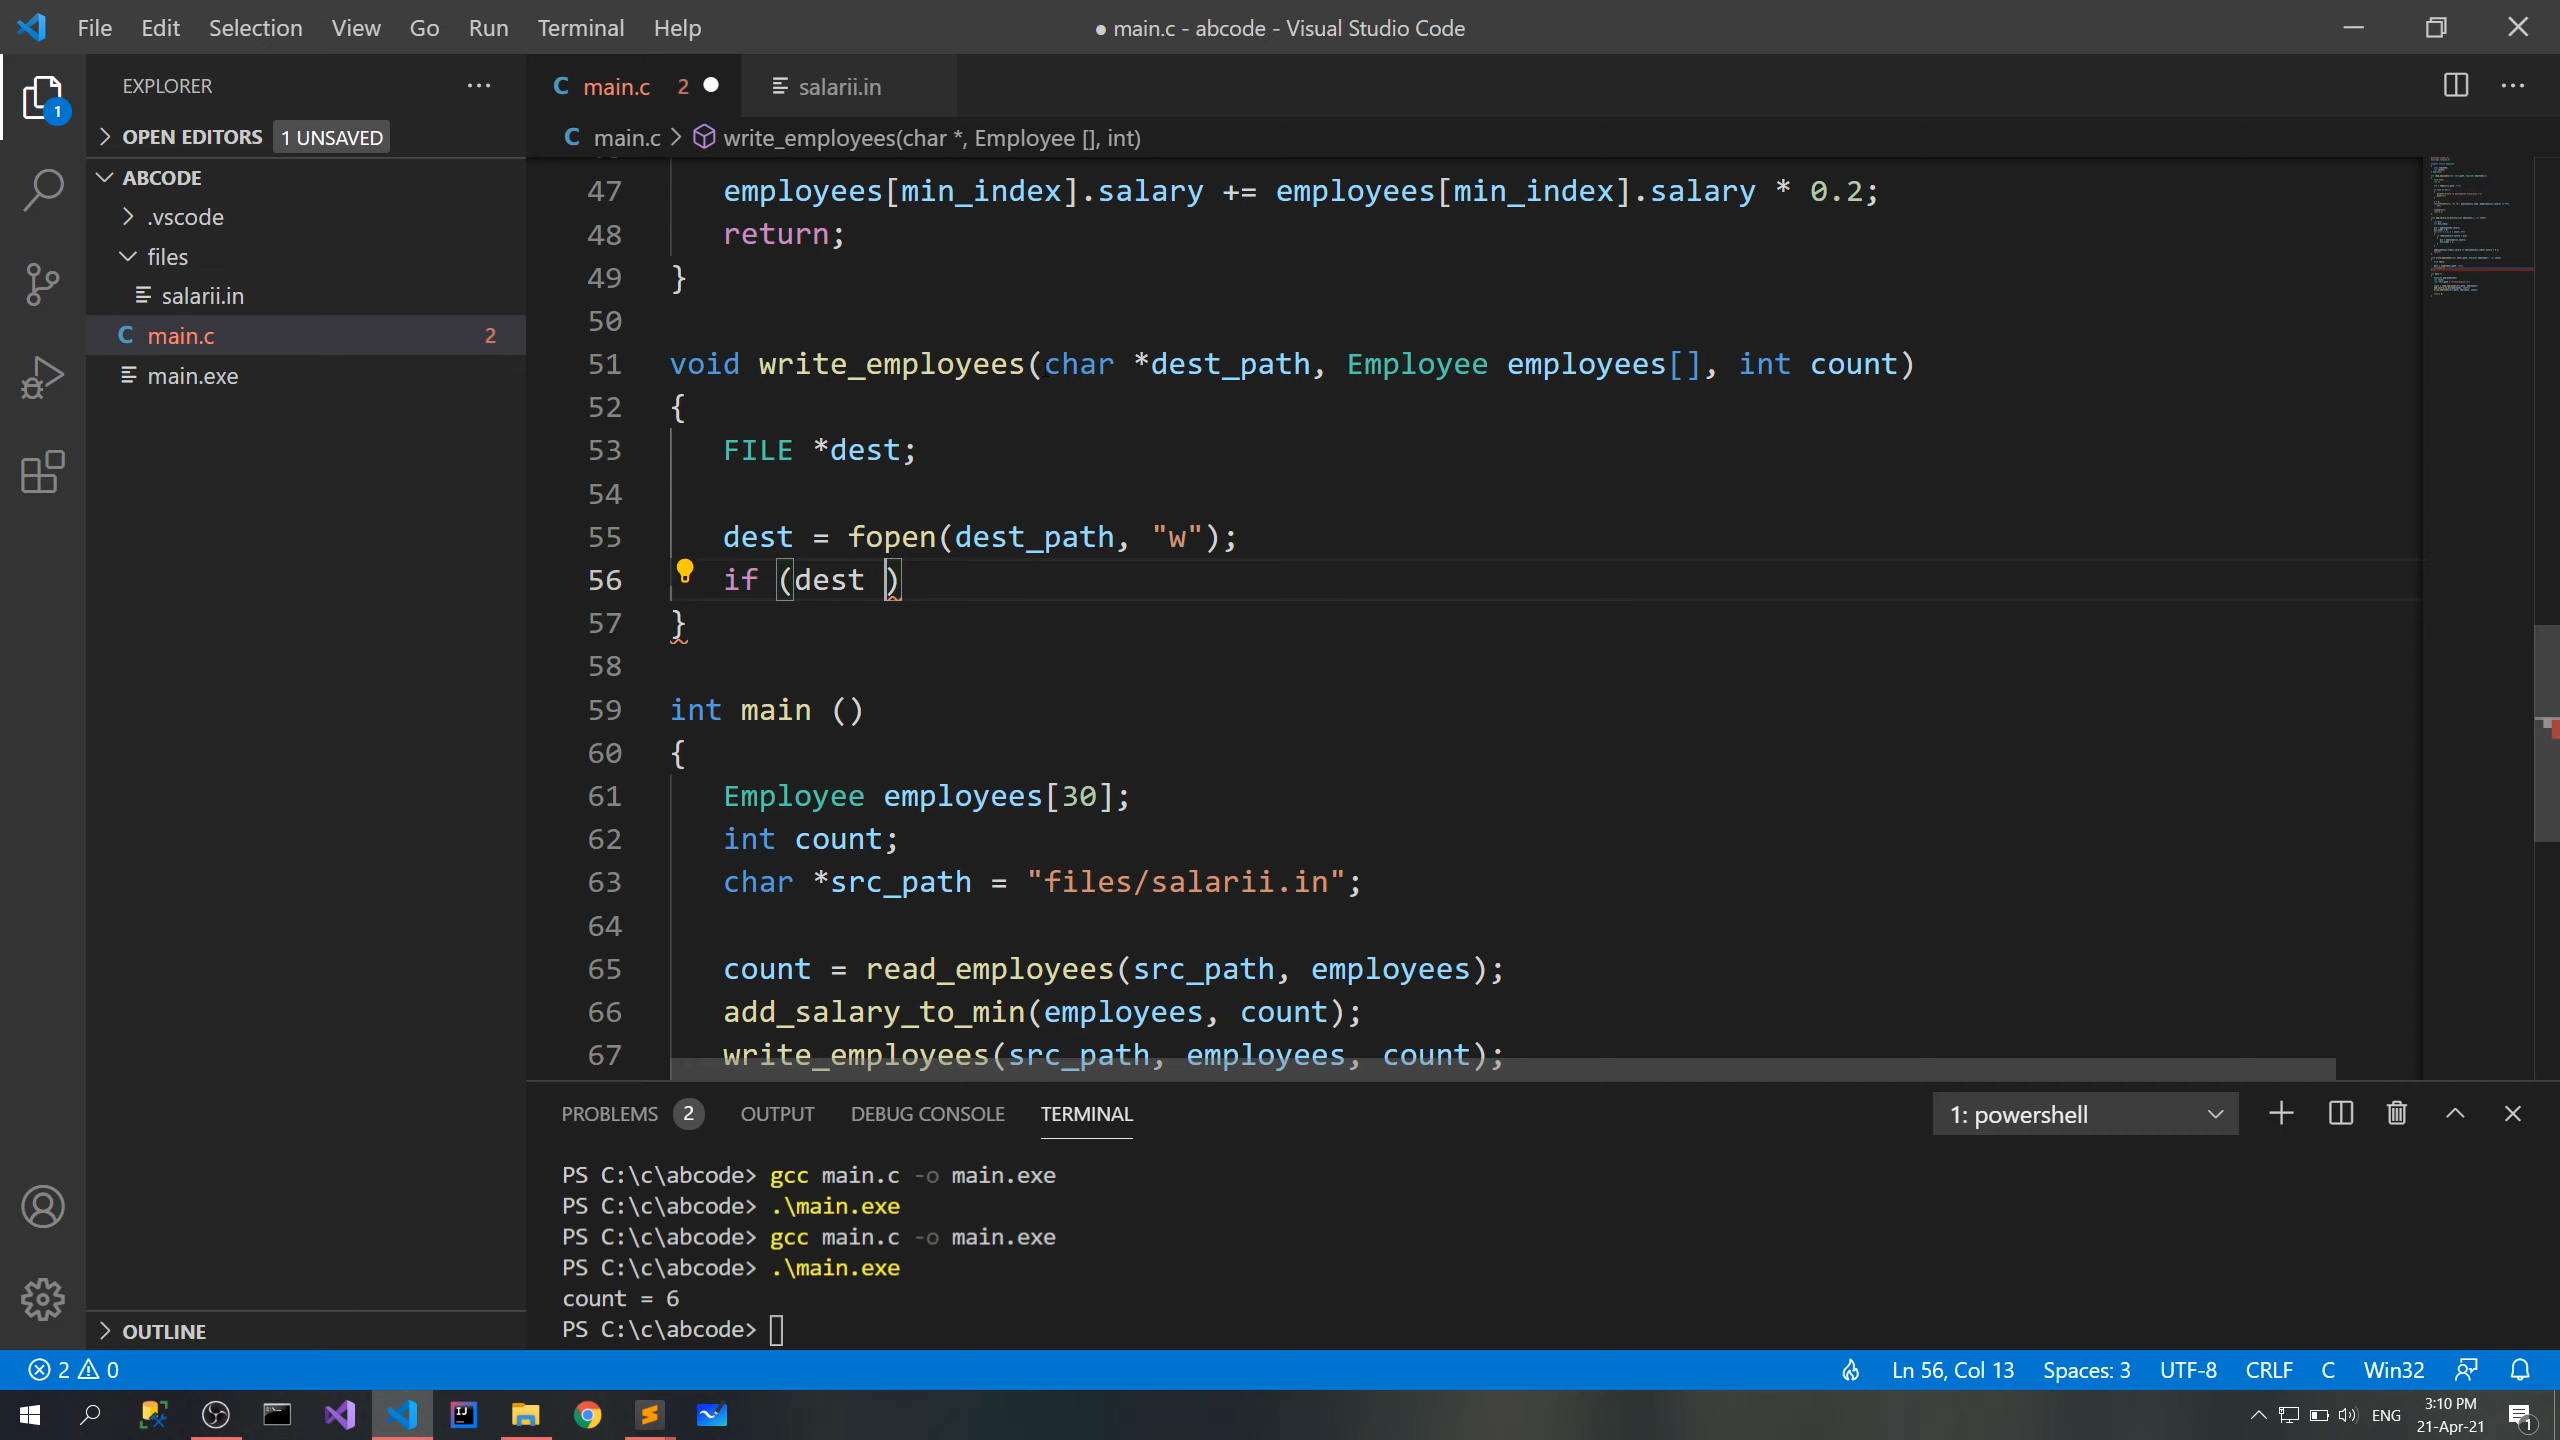 File Edit Selection View Go Run Terminal Help
● main.c - abcode - Visual Studio Code
EXPLORER
OPEN EDITORS 1 UNSAVED
ABCODE
.vscode
files
salarii.in
main.c 2
main.exe
OUTLINE
1
C main.c 2
salarii.in
C main.c > write_employees(char *, Employee [], int)
47 employees[min_index].salary += employees[min_index].salary * 0.2;
48 return;
49 }
50
51 void write_employees(char *dest_path, Employee employees[], int count)
52 {
53 FILE *dest;
54
55 dest = fopen(dest_path, "w");
56 if (dest )
57 }
58
59 int main ()
60 {
61 Employee employees[30];
62 int count;
63 char *src_path = "files/salarii.in";
64
65 count = read_employees(src_path, employees);
66 add_salary_to_min(employees, count);
67 write_employees(src_path, employees, count);
PROBLEMS 2 OUTPUT DEBUG CONSOLE TERMINAL
1: powershell
PS C:\c\abcode> gcc main.c -o main.exe
PS C:\c\abcode> .\main.exe
PS C:\c\abcode> gcc main.c -o main.exe
PS C:\c\abcode> .\main.exe
count = 6
PS C:\c\abcode>
2 0
Ln 56, Col 13 Spaces: 3 UTF-8 CRLF C Win32
ENG
3:10 PM
21-Apr-21
1